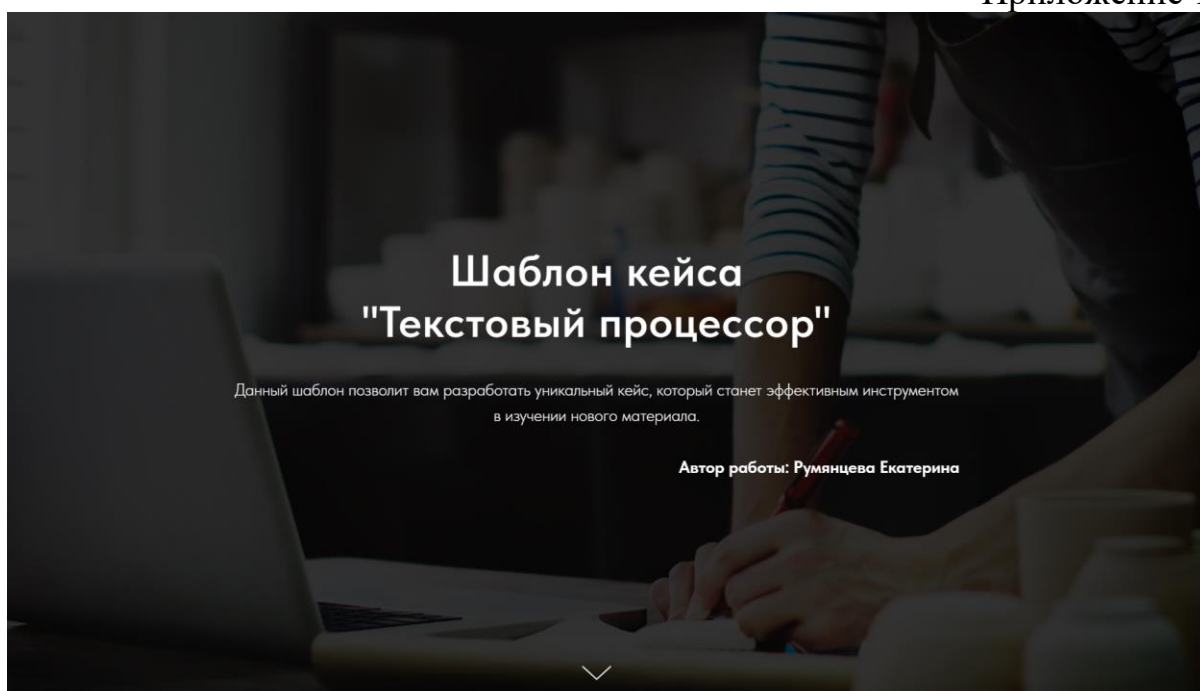 Приложение
Шаблон кейса
"Текстовый процессор"
Данный шаблон позволит вам разработать уникальный кейс, который станет эффективным инструментом
в изучении нового материала.
Автор работы: Румянцева Екатерина